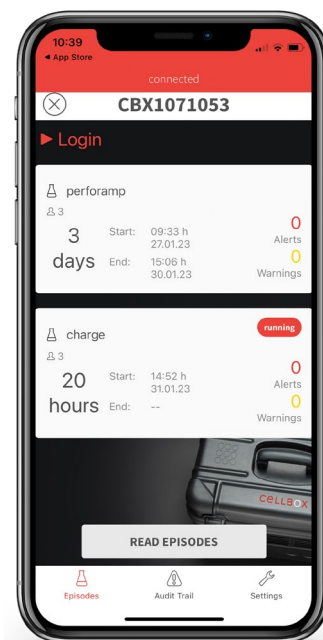 10:39
◀ App Store
connected
CBX1071053
▶ Login
perforamp
3
3 days
Start: 09:33 h 27.01.23
End: 15:06 h 30.01.23
0 Alerts
0 Warnings
charge
running
3
20 hours
Start: 14:52 h 31.01.23
End: --
0 Alerts
0 Warnings
CELLBOX
READ EPISODES
Episodes
Audit Trail
Settings